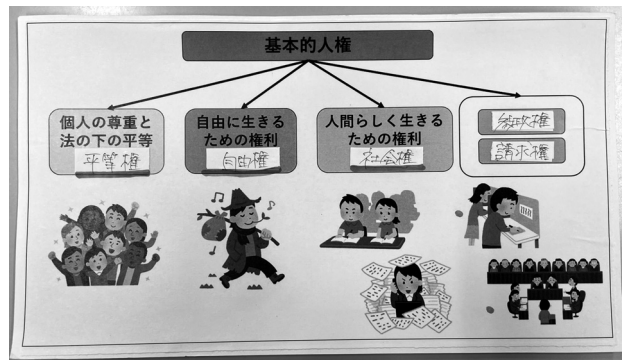 基本的人権
個人の尊重と
法の下の平等
平等権
自由に生きる
ための権利
自由権
人間らしく生きる
ための権利
社会権
参政権
請求権